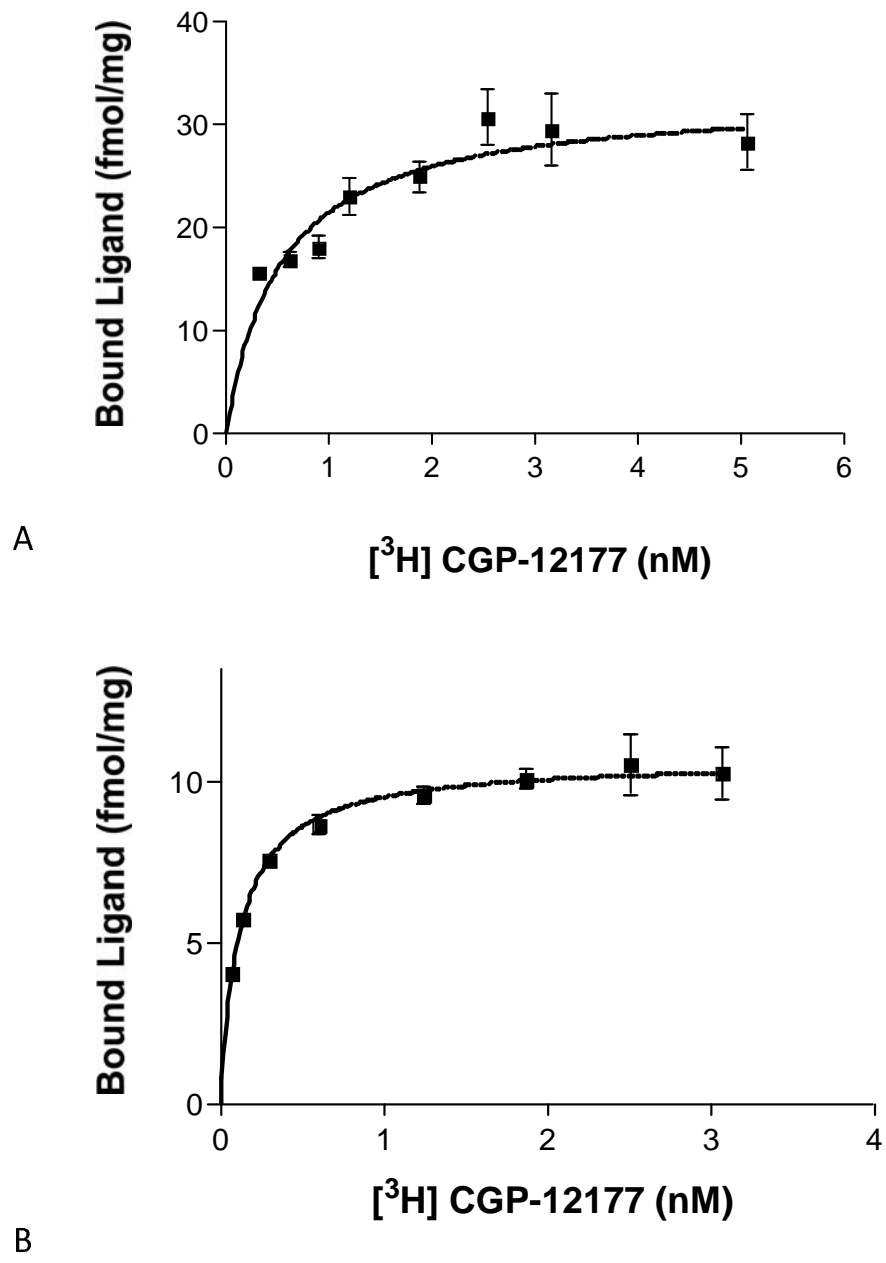 Bound Ligand (fmol/mg)
40
30
20
10
0
0 1 2 3 4 5 6
A
[³H] CGP-12177 (nM)
Bound Ligand (fmol/mg)
10
5
0
0 1 2 3 4
[³H] CGP-12177 (nM)
B